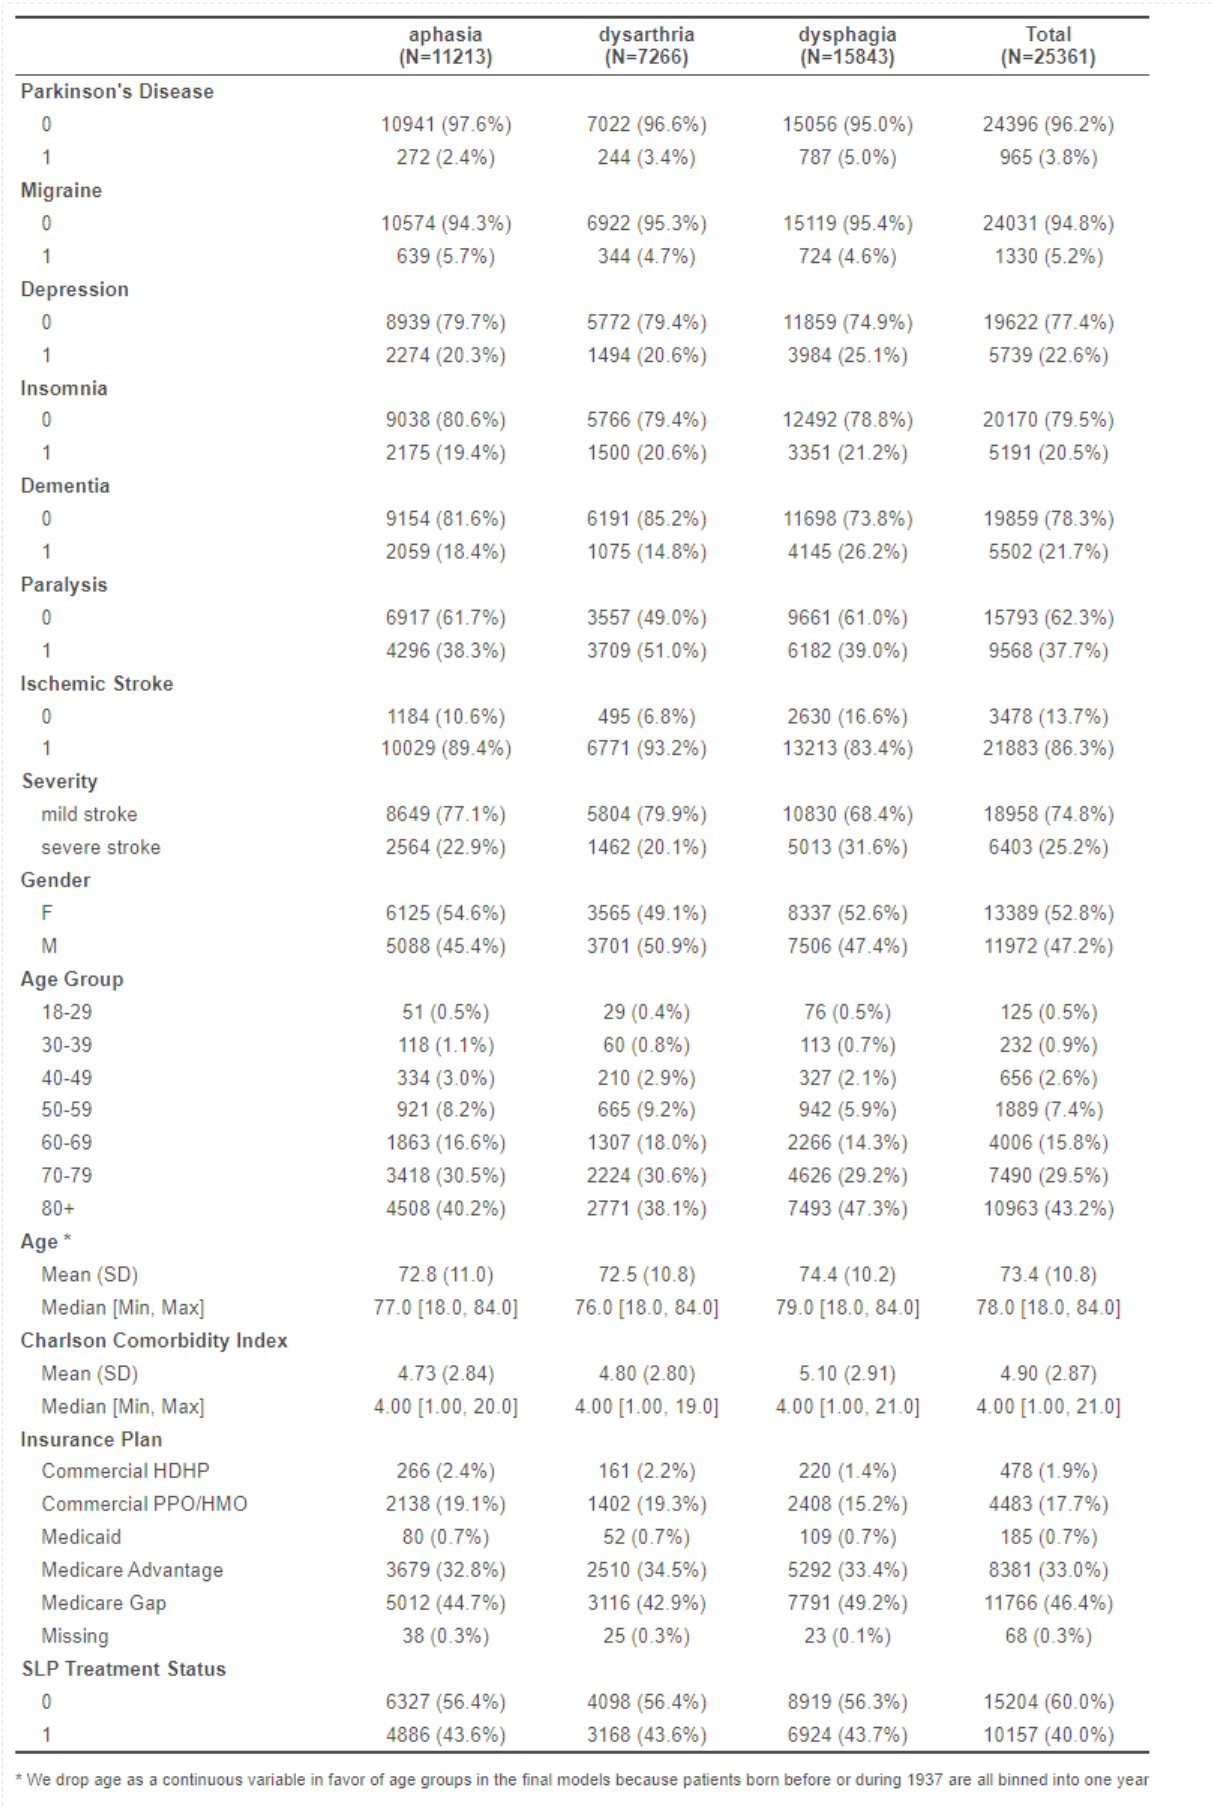 aphasia dysarthria dysphagia Total
(N=11213) (N=7266) (N=15843) (N=25361)
Parkinson's Disease
0 10941 (97.6%) 7022 (96.6%) 15056 (95.0%) 24396 (96.2%)
1 272 (2.4%) 244 (3.4%) 787 (5.0%) 965 (3.8%)
Migraine
0 10574 (94.3%) 6922 (95.3%) 15119 (95.4%) 24031 (94.8%)
1 639 (5.7%) 344 (4.7%) 724 (4.6%) 1330 (5.2%)
Depression
0 8939 (79.7%) 5772 (79.4%) 11859 (74.9%) 19622 (77.4%)
1 2274 (20.3%) 1494 (20.6%) 3984 (25.1%) 5739 (22.6%)
Insomnia
0 9038 (80.6%) 5766 (79.4%) 12492 (78.8%) 20170 (79.5%)
1 2175 (19.4%) 1500 (20.6%) 3351 (21.2%) 5191 (20.5%)
Dementia
0 9154 (81.6%) 6191 (85.2%) 11698 (73.8%) 19859 (78.3%)
1 2059 (18.4%) 1075 (14.8%) 4145 (26.2%) 5502 (21.7%)
Paralysis
0 6917 (61.7%) 3557 (49.0%) 9661 (61.0%) 15793 (62.3%)
1 4296 (38.3%) 3709 (51.0%) 6182 (39.0%) 9568 (37.7%)
Ischemic Stroke
0 1184 (10.6%) 495 (6.8%) 2630 (16.6%) 3478 (13.7%)
1 10029 (89.4%) 6771 (93.2%) 13213 (83.4%) 21883 (86.3%)
Severity
mild stroke 8649 (77.1%) 5804 (79.9%) 10830 (68.4%) 18958 (74.8%)
severe stroke 2564 (22.9%) 1462 (20.1%) 5013 (31.6%) 6403 (25.2%)
Gender
F 6125 (54.6%) 3565 (49.1%) 8337 (52.6%) 13389 (52.8%)
M 5088 (45.4%) 3701 (50.9%) 7506 (47.4%) 11972 (47.2%)
Age Group
18-29 51 (0.5%) 29 (0.4%) 76 (0.5%) 125 (0.5%)
30-39 118 (1.1%) 60 (0.8%) 113 (0.7%) 232 (0.9%)
40-49 334 (3.0%) 210 (2.9%) 327 (2.1%) 656 (2.6%)
50-59 921 (8.2%) 665 (9.2%) 942 (5.9%) 1889 (7.4%)
60-69 1863 (16.6%) 1307 (18.0%) 2266 (14.3%) 4006 (15.8%)
70-79 3418 (30.5%) 2224 (30.6%) 4626 (29.2%) 7490 (29.5%)
80+ 4508 (40.2%) 2771 (38.1%) 7493 (47.3%) 10963 (43.2%)
Age *
Mean (SD) 72.8 (11.0) 72.5 (10.8) 74.4 (10.2) 73.4 (10.8)
Median [Min, Max] 77.0 [18.0, 84.0] 76.0 [18.0, 84.0] 79.0 [18.0, 84.0] 78.0 [18.0, 84.0]
Charlson Comorbidity Index
Mean (SD) 4.73 (2.84) 4.80 (2.80) 5.10 (2.91) 4.90 (2.87)
Median [Min, Max] 4.00 [1.00, 20.0] 4.00 [1.00, 19.0] 4.00 [1.00, 21.0] 4.00 [1.00, 21.0]
Insurance Plan
Commercial HDHP 266 (2.4%) 161 (2.2%) 220 (1.4%) 478 (1.9%)
Commercial PPO/HMO 2138 (19.1%) 1402 (19.3%) 2408 (15.2%) 4483 (17.7%)
Medicaid 80 (0.7%) 52 (0.7%) 109 (0.7%) 185 (0.7%)
Medicare Advantage 3679 (32.8%) 2510 (34.5%) 5292 (33.4%) 8381 (33.0%)
Medicare Gap 5012 (44.7%) 3116 (42.9%) 7791 (49.2%) 11766 (46.4%)
Missing 38 (0.3%) 25 (0.3%) 23 (0.1%) 68 (0.3%)
SLP Treatment Status
0 6327 (56.4%) 4098 (56.4%) 8919 (56.3%) 15204 (60.0%)
1 4886 (43.6%) 3168 (43.6%) 6924 (43.7%) 10157 (40.0%)
* We drop age as a continuous variable in favor of age groups in the final models because patients born before or during 1937 are all binned into one year